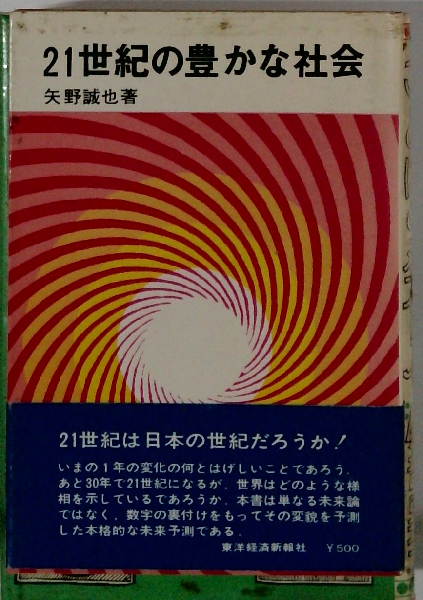 21世紀の豊かな社会
矢野誠也著
21世紀は日本の世紀だろうか！
いまの1年の変化の何とはげしいことであろう．
あと30年で21世紀になるが，世界はどのような様
相を示しているであろうか．本書は単なる未来論
ではなく，数字の裏付けをもってその変貌を予測
した本格的な未来予測である．
東洋経済新報社　￥500